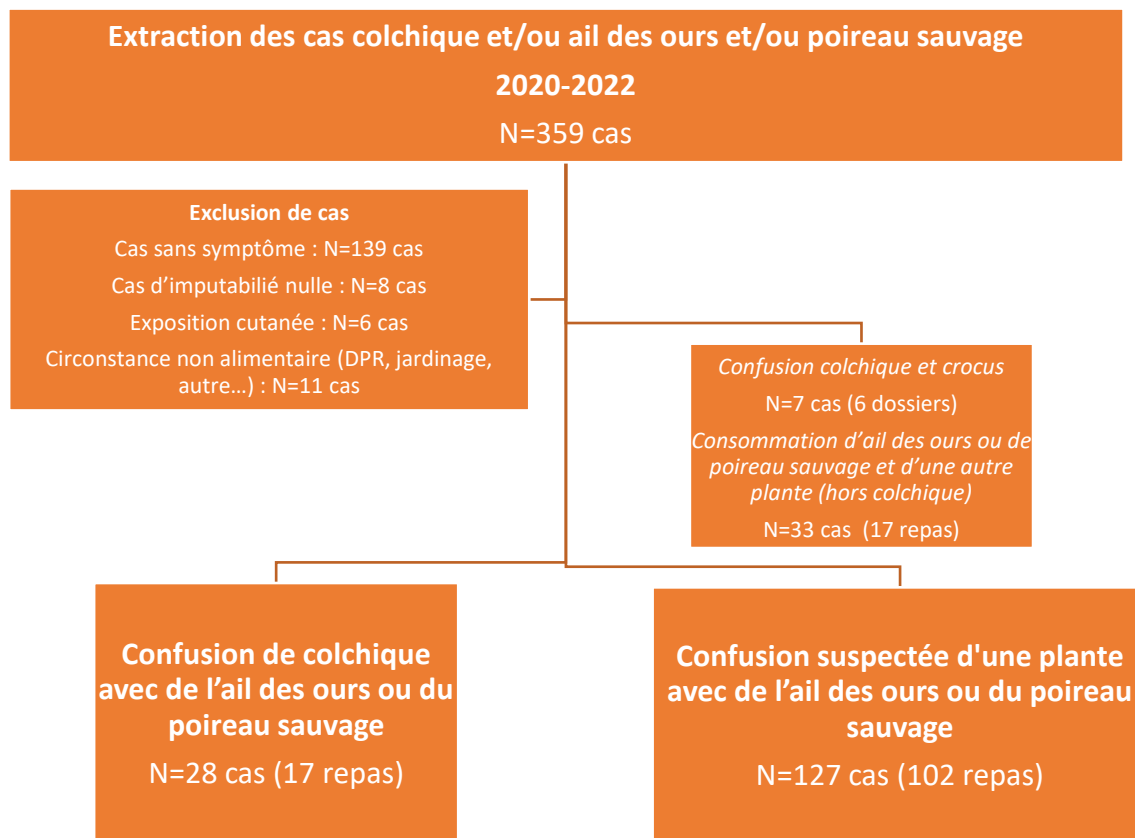 Extraction des cas colchique et/ou ail des ours et/ou poireau sauvage
2020-2022
N=359 cas
Exclusion de cas
Cas sans symptôme : N=139 cas
Cas d'imputabilié nulle : N=8 cas
Exposition cutanée : N=6 cas
Circonstance non alimentaire (DPR, jardinage,
autre...) : N=11 cas
Confusion colchique et crocus
N=7 cas (6 dossiers)
Consommation d'ail des ours ou de
poireau sauvage et d'une autre
plante (hors colchique)
N=33 cas (17 repas)
Confusion de colchique
avec de l'ail des ours ou du
poireau sauvage
N=28 cas (17 repas)
Confusion suspectée d'une plante
avec de l'ail des ours ou du poireau
sauvage
N=127 cas (102 repas)